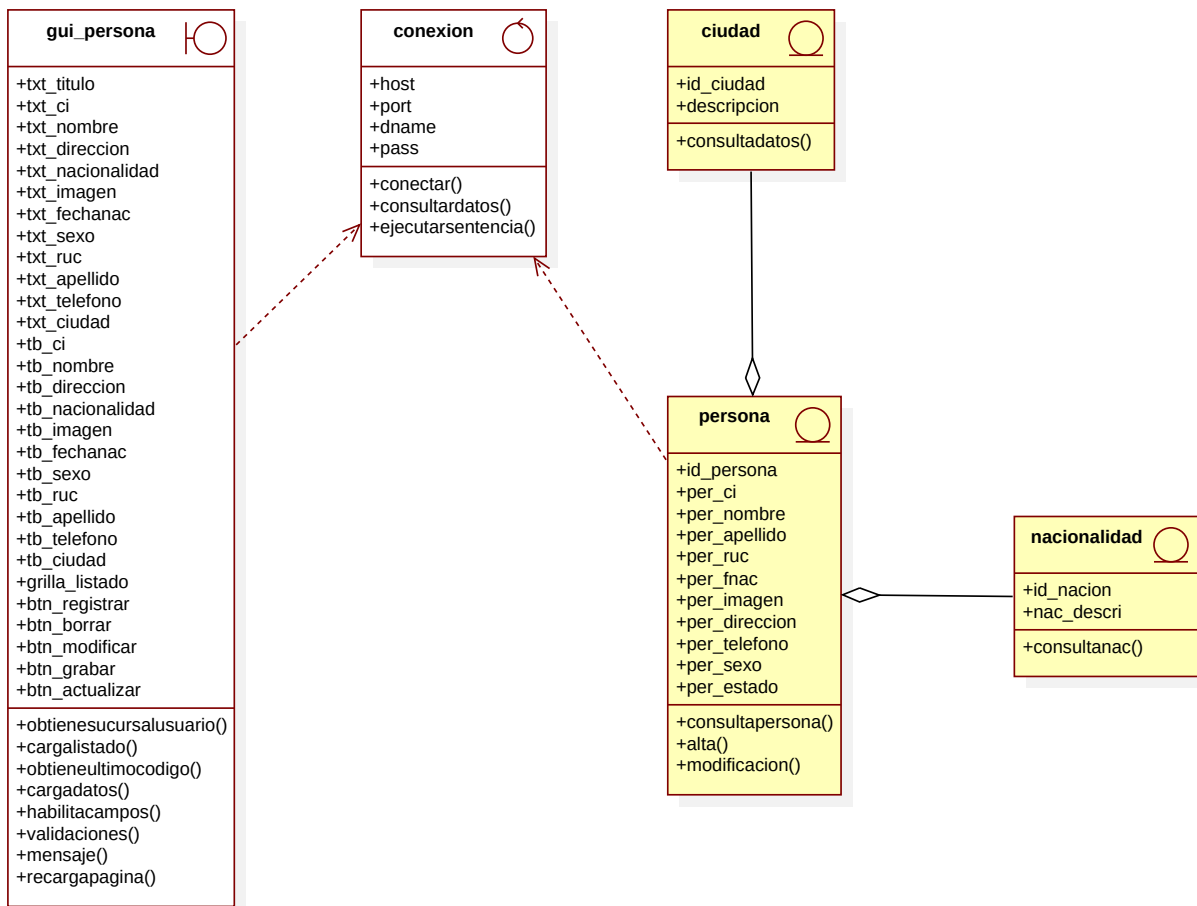 gui_persona
+txt_titulo
+txt_ci
+txt_nombre
+txt_direccion
+txt_nacionalidad
+txt_imagen
+txt_fechanac
+txt_sexo
+txt_ruc
+txt_apellido
+txt_telefono
+txt_ciudad
+tb_ci
+tb_nombre
+tb_direccion
+tb_nacionalidad
+tb_imagen
+tb_fechanac
+tb_sexo
+tb_ruc
+tb_apellido
+tb_telefono
+tb_ciudad
+grilla_listado
+btn_registrar
+btn_borrar
+btn_modificar
+btn_grabar
+btn_actualizar
+obtienesucursalusuario()
+cargalistado()
+obtieneultimocodigo()
+cargadatos()
+habilitacampos()
+validaciones()
+mensaje()
+recargapagina()
conexion
+host
+port
+dname
+pass
+conectar()
+consultardatos()
+ejecutarsentencia()
ciudad
+id_ciudad
+descripcion
+consultadatos()
persona
+id_persona
+per_ci
+per_nombre
+per_apellido
+per_ruc
+per_fnac
+per_imagen
+per_direccion
+per_telefono
+per_sexo
+per_estado
+consultapersona()
+alta()
+modificacion()
nacionalidad
+id_nacion
+nac_descri
+consultanac()